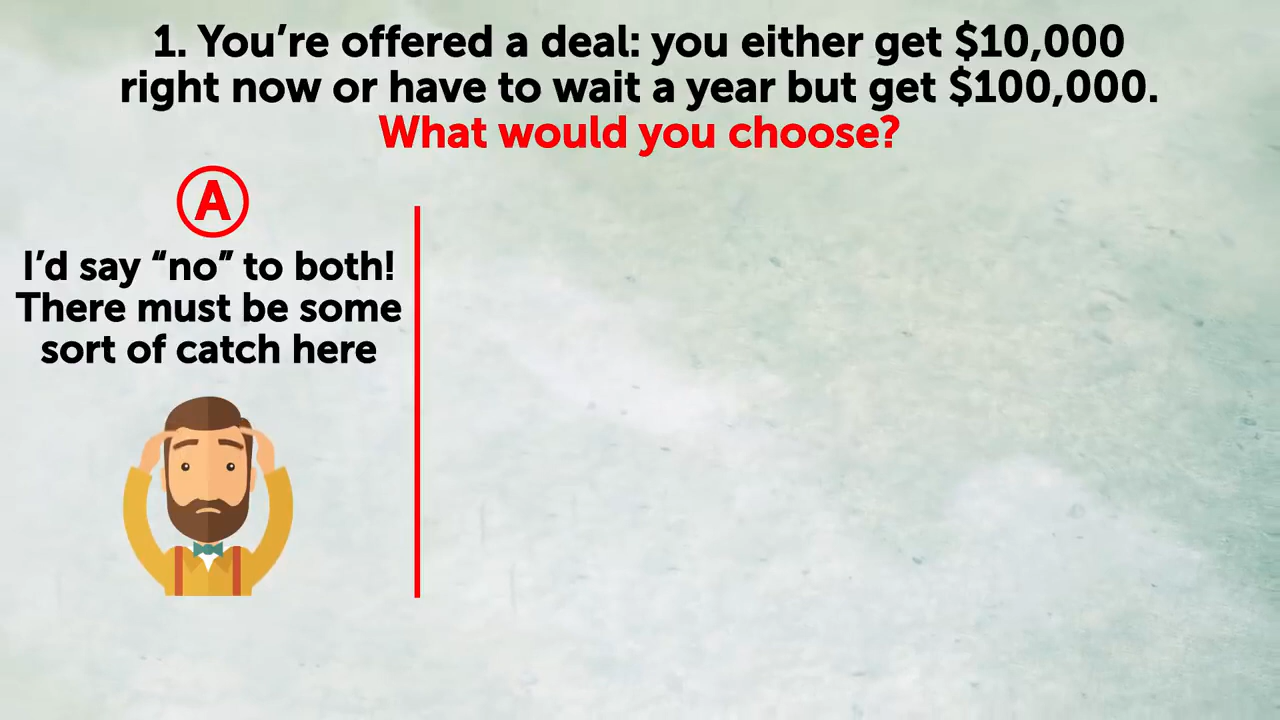 1. You’re offered a deal: you either get $10,000
right now or have to wait a year but get $100,000.
What would you choose?
A
I’d say “no” to both!
There must be some
sort of catch here